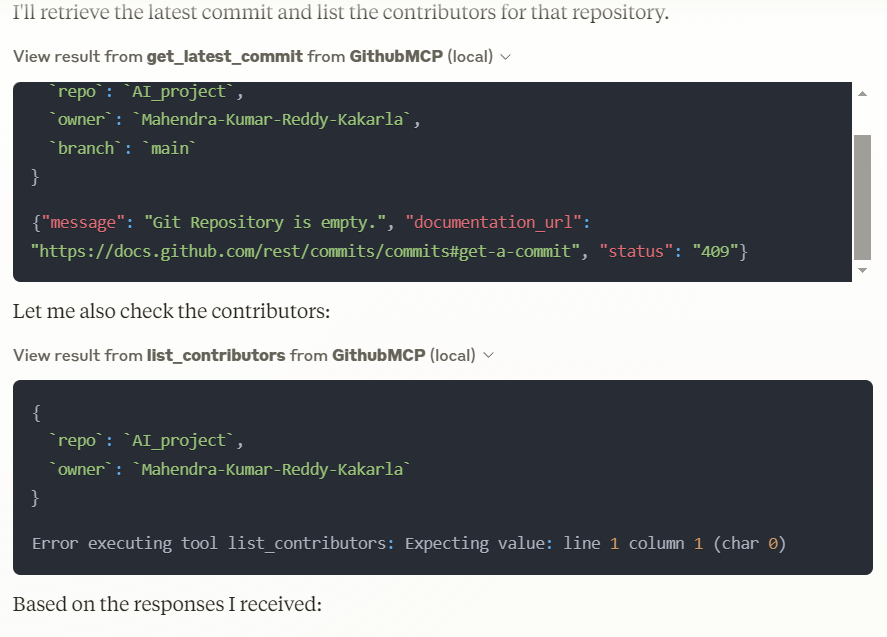 I'll retrieve the latest commit and list the contributors for that repository.
View result from get_latest_commit from GithubMCP (local)
`repo`: `AI_project`,
`owner`: `Mahendra-Kumar-Reddy-Kakarla`,
`branch`: `main`
}
{"message": "Git Repository is empty.", "documentation_url":
"https://docs.github.com/rest/commits/commits#get-a-commit", "status": "409"}
Let me also check the contributors:
View result from list_contributors from GithubMCP (local)
{
`repo`: `AI_project`,
`owner`: `Mahendra-Kumar-Reddy-Kakarla`
}
Error executing tool list_contributors: Expecting value: line 1 column 1 (char 0)
Based on the responses I received: